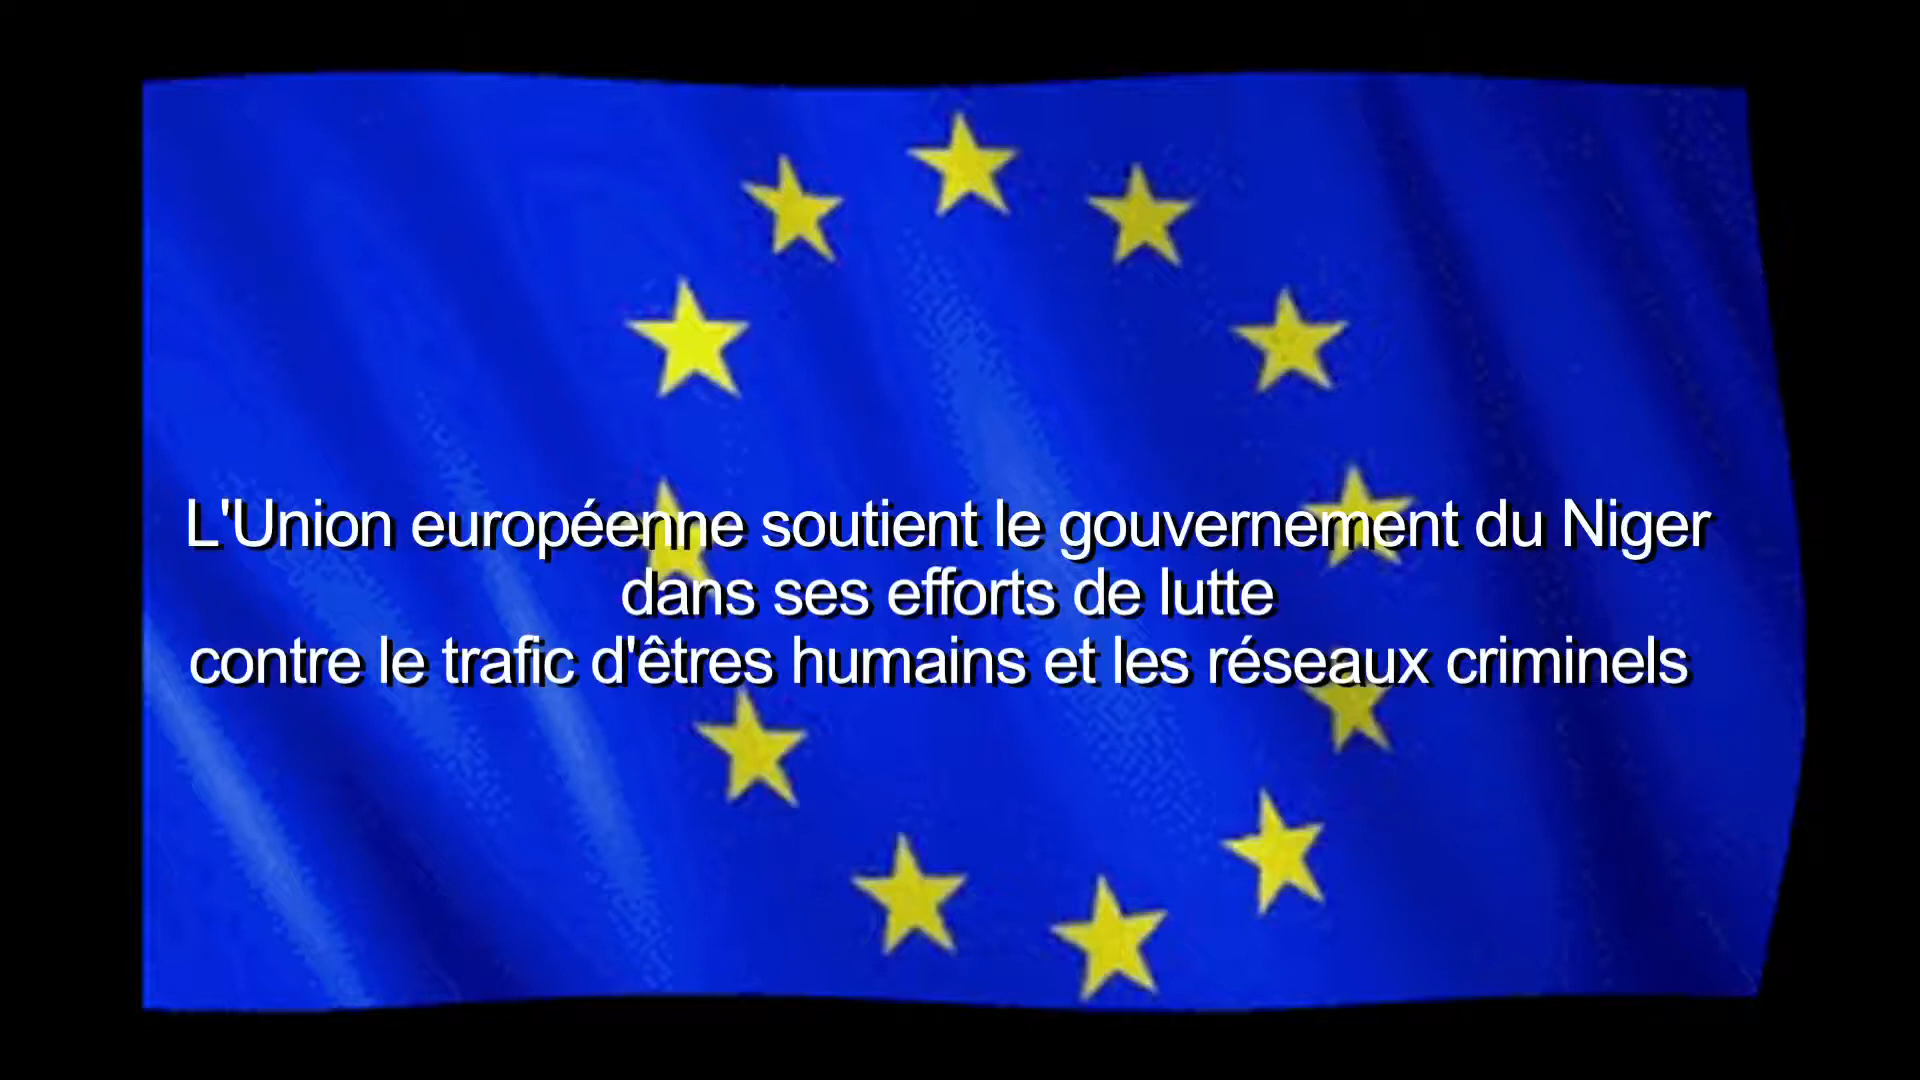 L'Union européenne soutient le gouvernement du Niger
dans ses efforts de lutte
contre le trafic d'êtres humains et les réseaux criminels